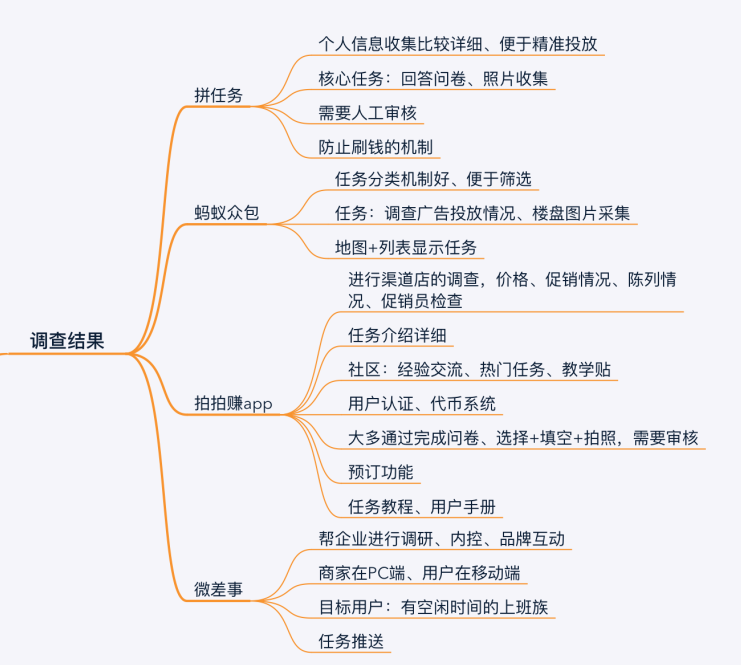 调查结果
拼任务
个人信息收集比较详细、便于精准投放
核心任务：回答问卷、照片收集
需要人工审核
防止刷钱的机制
蚂蚁众包
任务分类机制好、便于筛选
任务：调查广告投放情况、楼盘图片采集
地图+列表显示任务
拍拍赚app
进行渠道店的调查，价格、促销情况、陈列情
况、促销员检查
任务介绍详细
社区：经验交流、热门任务、教学贴
用户认证、代币系统
大多通过完成问卷、选择+填空+拍照，需要审核
预订功能
任务教程、用户手册
微差事
帮企业进行调研、内控、品牌互动
商家在PC端、用户在移动端
目标用户：有空闲时间的上班族
任务推送